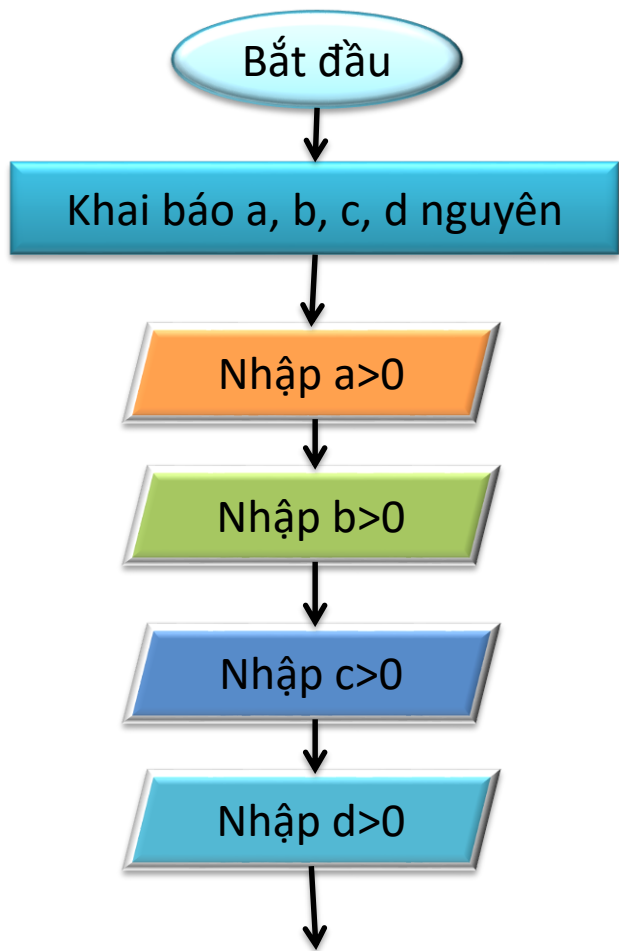 Bắt đầu
Khai báo a, b, c, d nguyên
Nhập a>0
Nhập b>0
Nhập c>0
Nhập d>0